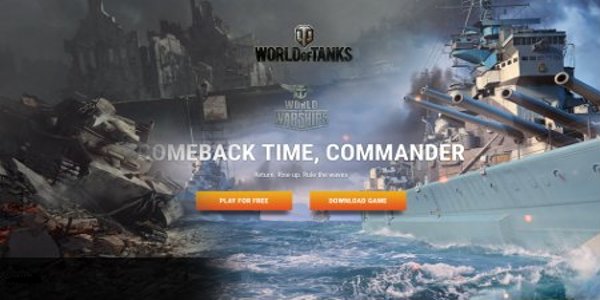 WORLD OF TANKS
WORLD
OF
WARSHIPS
COMEBACK TIME, COMMANDER
Return. Rise up. Rule the waves
PLAY FOR FREE
DOWNLOAD GAME